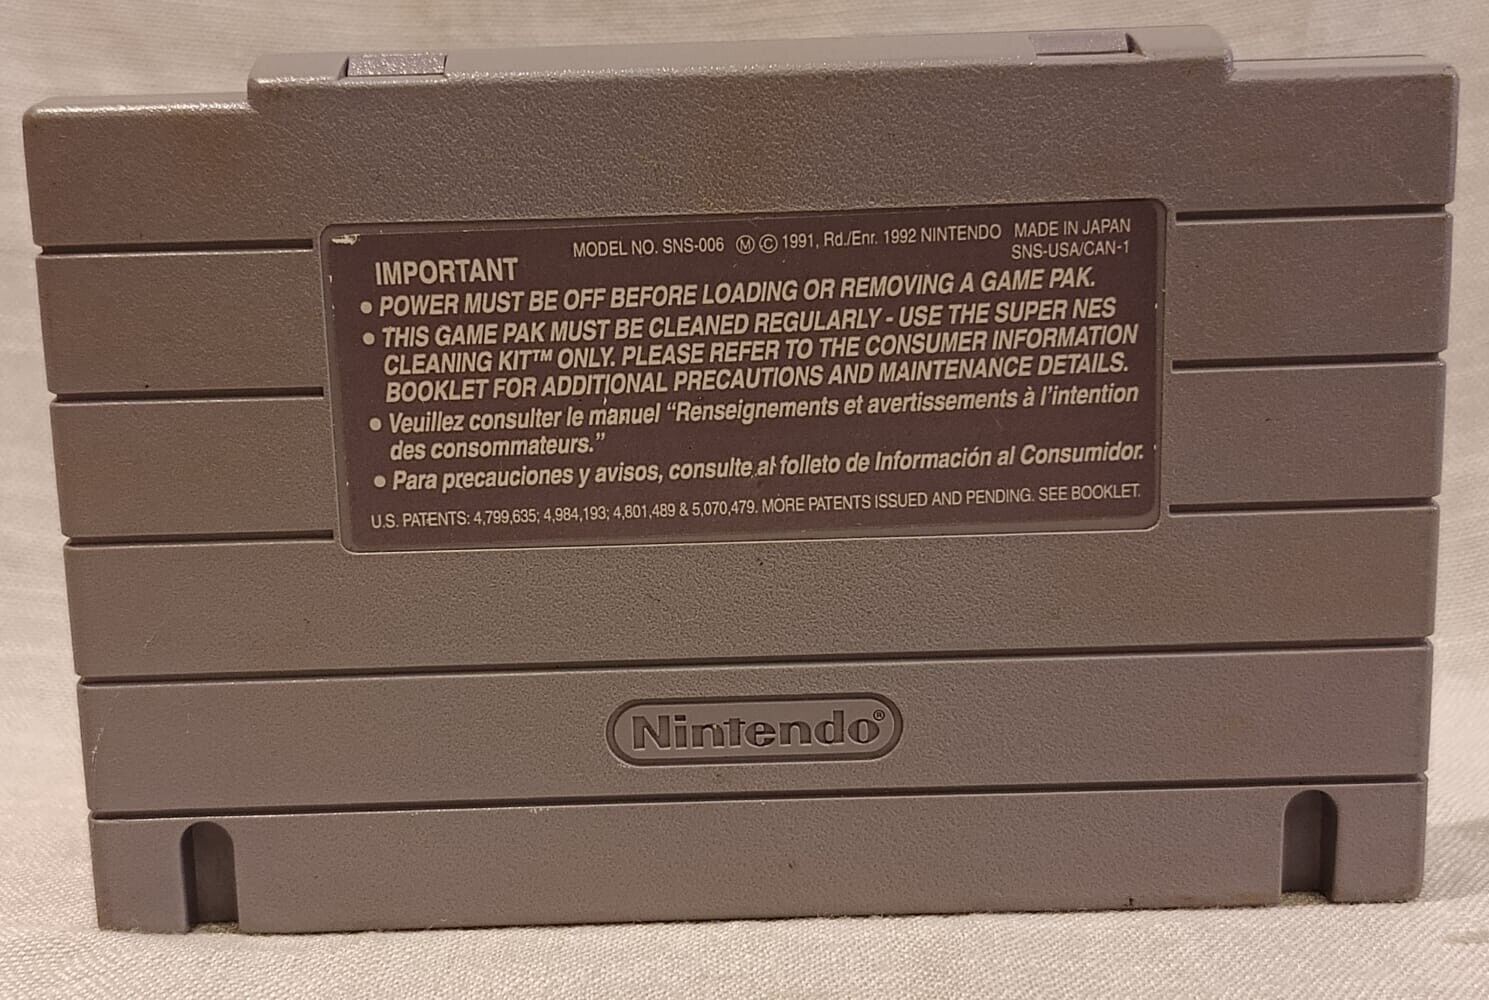 MODEL NO. SNS-006 Ⓜ © 1991, Rd./Enr. 1992 NINTENDO MADE IN JAPAN
SNS-USA/CAN-1
IMPORTANT
• POWER MUST BE OFF BEFORE LOADING OR REMOVING A GAME PAK.
• THIS GAME PAK MUST BE CLEANED REGULARLY - USE THE SUPER NES
CLEANING KIT™ ONLY. PLEASE REFER TO THE CONSUMER INFORMATION
BOOKLET FOR ADDITIONAL PRECAUTIONS AND MAINTENANCE DETAILS.
• Veuillez consulter le manuel “Renseignements et avertissements à l’intention
des consommateurs.”
• Para precauciones y avisos, consulte al folleto de Información al Consumidor.
U.S. PATENTS: 4,799,635; 4,984,193; 4,801,489 & 5,070,479. MORE PATENTS ISSUED AND PENDING. SEE BOOKLET.
Nintendo®